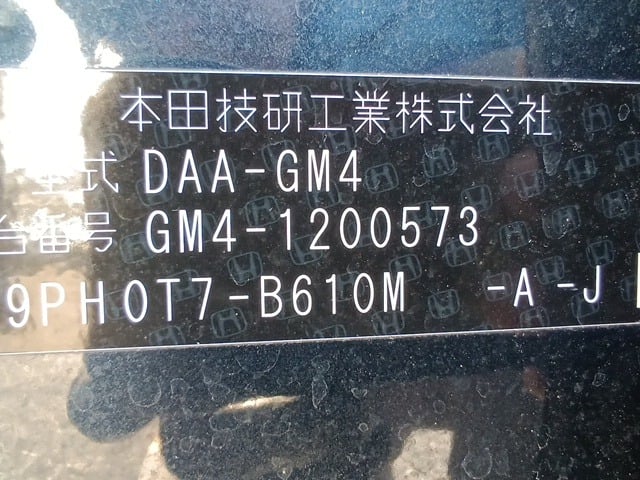 本田技研工業株式会社
型式 DAA-GM4
台番号 GM4-1200573
9PH0T7-B610M -A -J